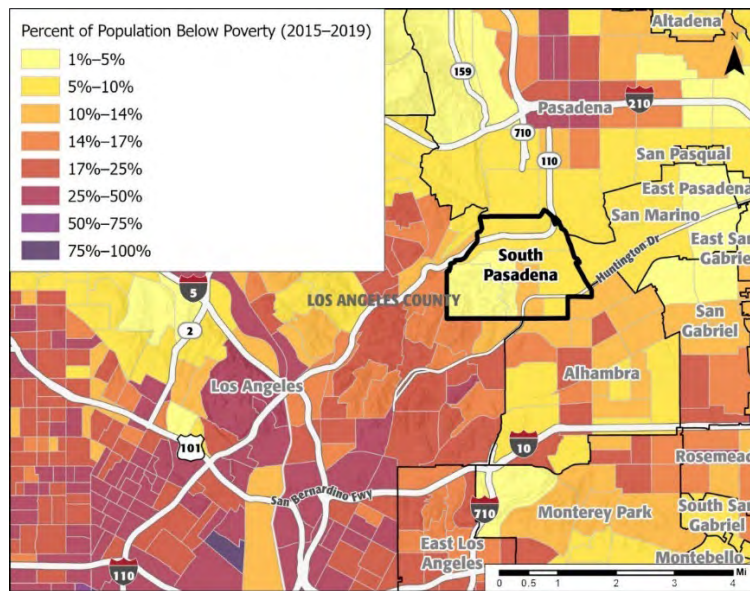 Percent of Population Below Poverty (2015–2019)
1%–5%
5%–10%
10%–14%
14%–17%
17%–25%
25%–50%
50%–75%
75%–100%
Altadena
N
159
Pasadena
210
710
110
San Pasqual
East Pasadena
San Marino
South
Pasadena
Huntington Dr
East San
Gabriel
5
LOS ANGELES COUNTY
2
San
Gabriel
Los Angeles
Alhambra
101
10
Rosemead
San Bernardino Fwy
710
Monterey Park
South San
Gabriel
East Los
Angeles
Montebello
110
0 0.5 1 2 3 4
Mi